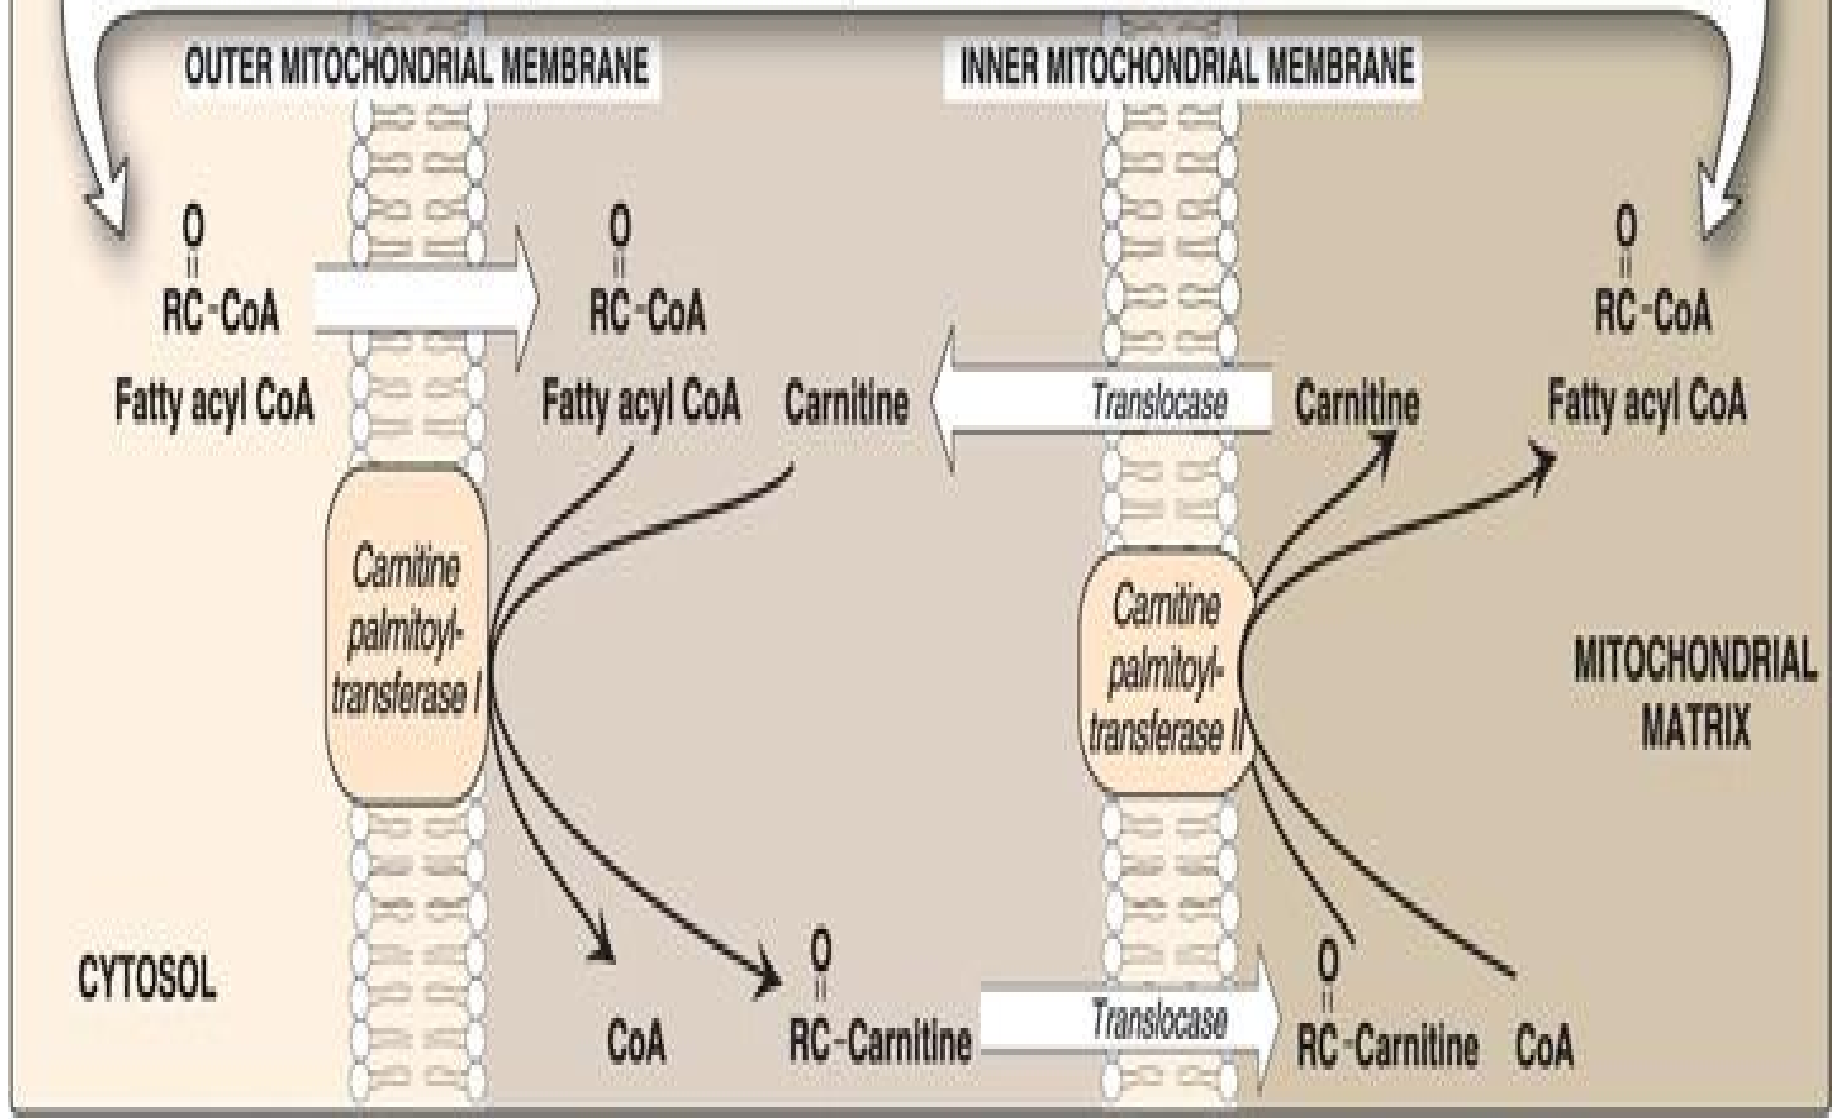 OUTER MITOCHONDRIAL MEMBRANE
INNER MITOCHONDRIAL MEMBRANE
O
RC-CoA
Fatty acyl CoA
O
RC-CoA
Fatty acyl CoA
Carnitine
Translocase
Carnitine
O
RC-CoA
Fatty acyl CoA
Carnitine
palmitoyl-
transferase I
Carnitine
palmitoyl-
transferase II
MITOCHONDRIAL
MATRIX
CYTOSOL
CoA
O
RC-Carnitine
Translocase
O
RC-Carnitine
CoA